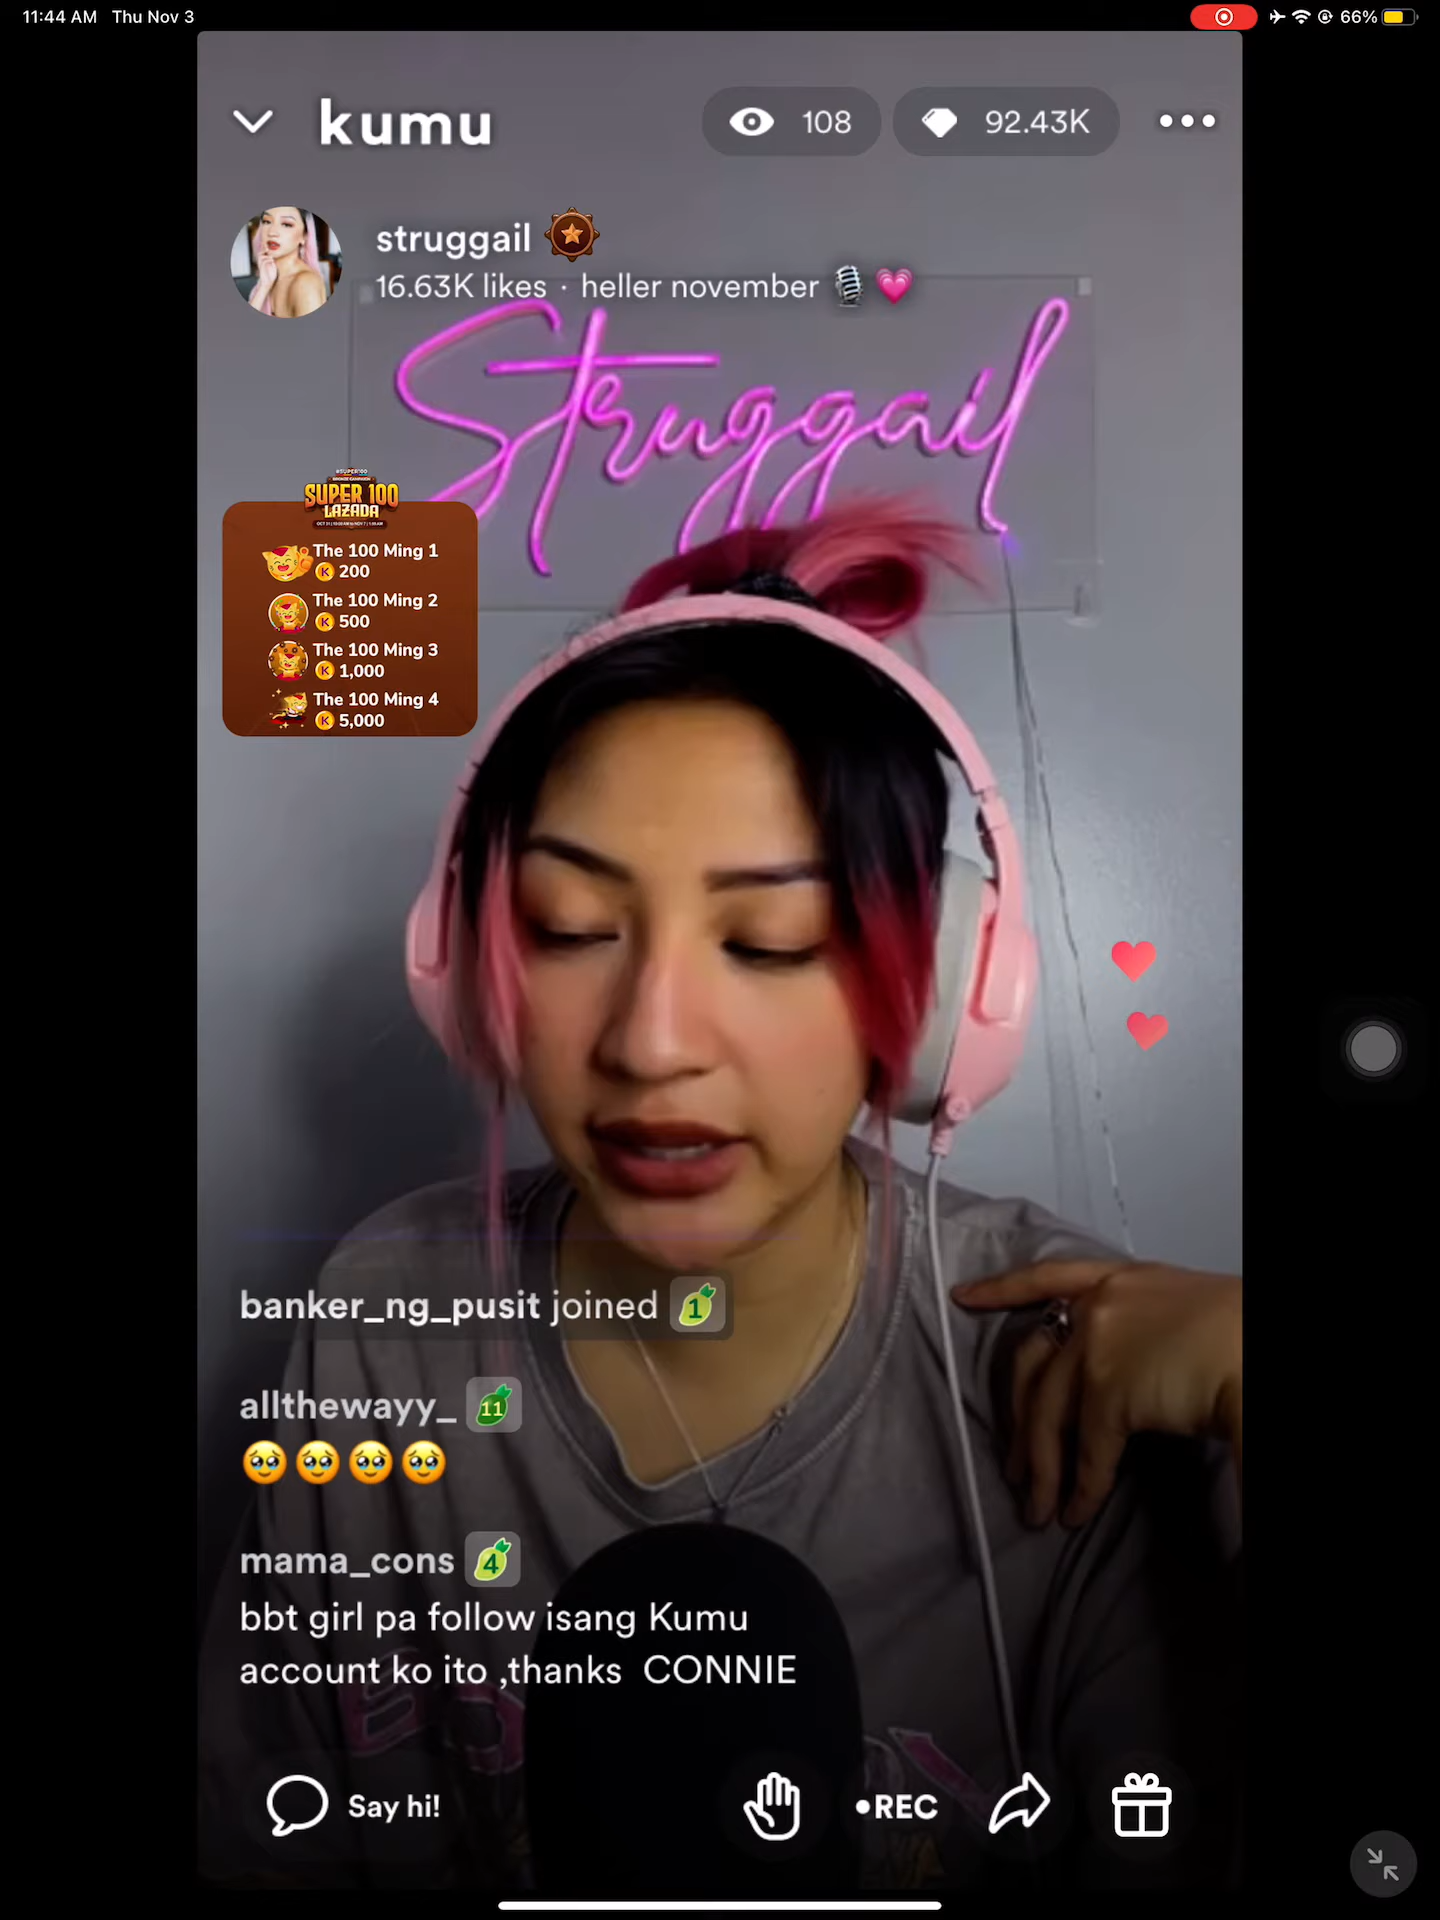 11:44 AM Thu Nov 3
66%
kumu
108
92.43K
struggail
16.63K likes · heller november 🎙️💗
Struggail
#SUPER100
BRONZE CAMPAIGN
SUPER 100
LAZADA
The 100 Ming 1
K 200
The 100 Ming 2
K 500
The 100 Ming 3
K 1,000
The 100 Ming 4
K 5,000
banker_ng_pusit joined 1
allthewayy_ 11
🥹🥹🥹🥹
mama_cons 4
bbt girl pa follow isang Kumu
account ko ito ,thanks  CONNIE
Say hi!
•REC